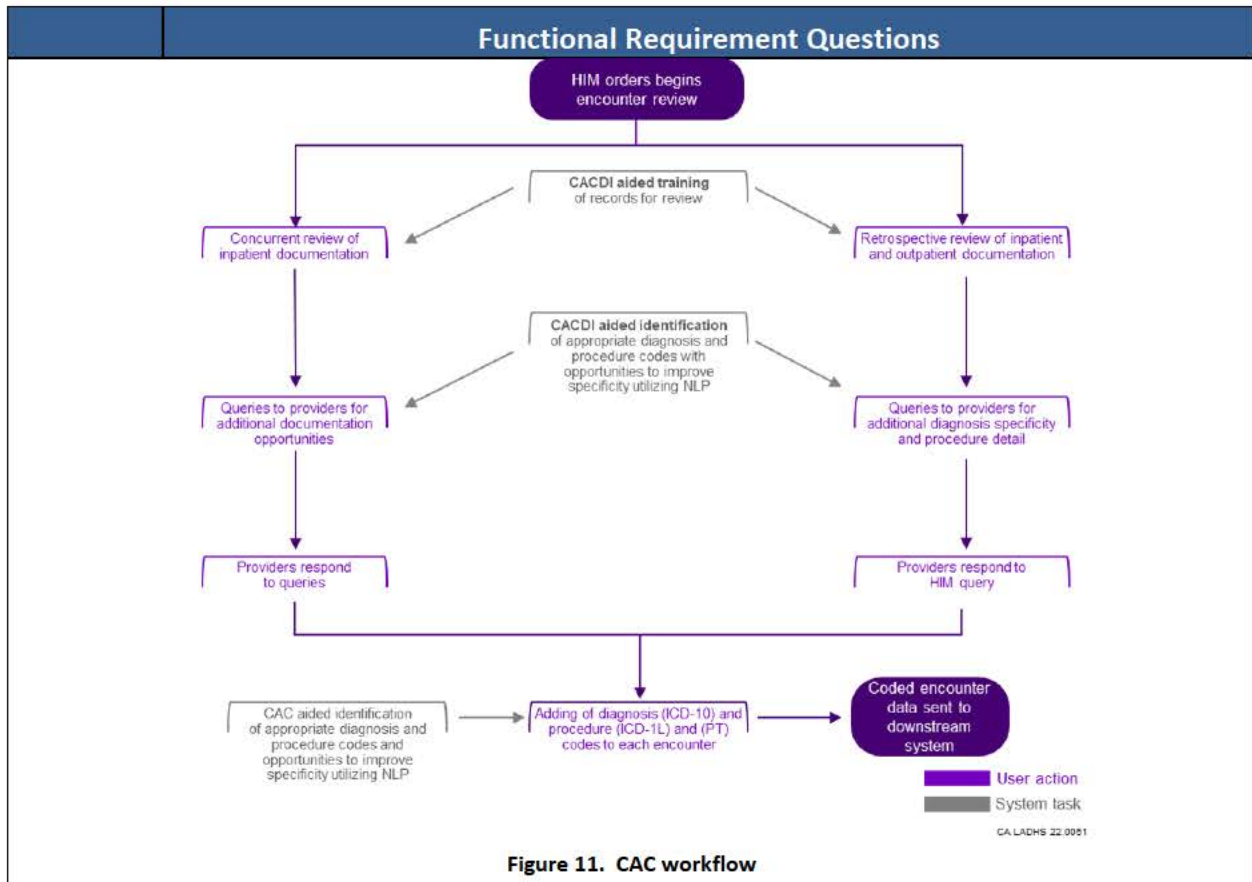 Functional Requirement Questions
HIM orders begins
encounter review
CACDI aided training
of records for review
Concurrent review of
inpatient documentation
Retrospective review of inpatient
and outpatient documentation
CACDI aided identification
of appropriate diagnosis and
procedure codes with
opportunities to improve
specificity utilizing NLP
Queries to providers for
additional documentation
opportunities
Queries to providers for
additional diagnosis specificity
and procedure detail
Providers respond
to queries
Providers respond to
HIM query
CAC aided identification
of appropriate diagnosis and
procedure codes and
opportunities to improve
specificity utilizing NLP
Adding of diagnosis (ICD-10) and
procedure (ICD-1L) and (PT)
codes to each encounter
Coded encounter
data sent to
downstream
system
User action
System task
CA LADHS 22.0061
Figure 11. CAC workflow